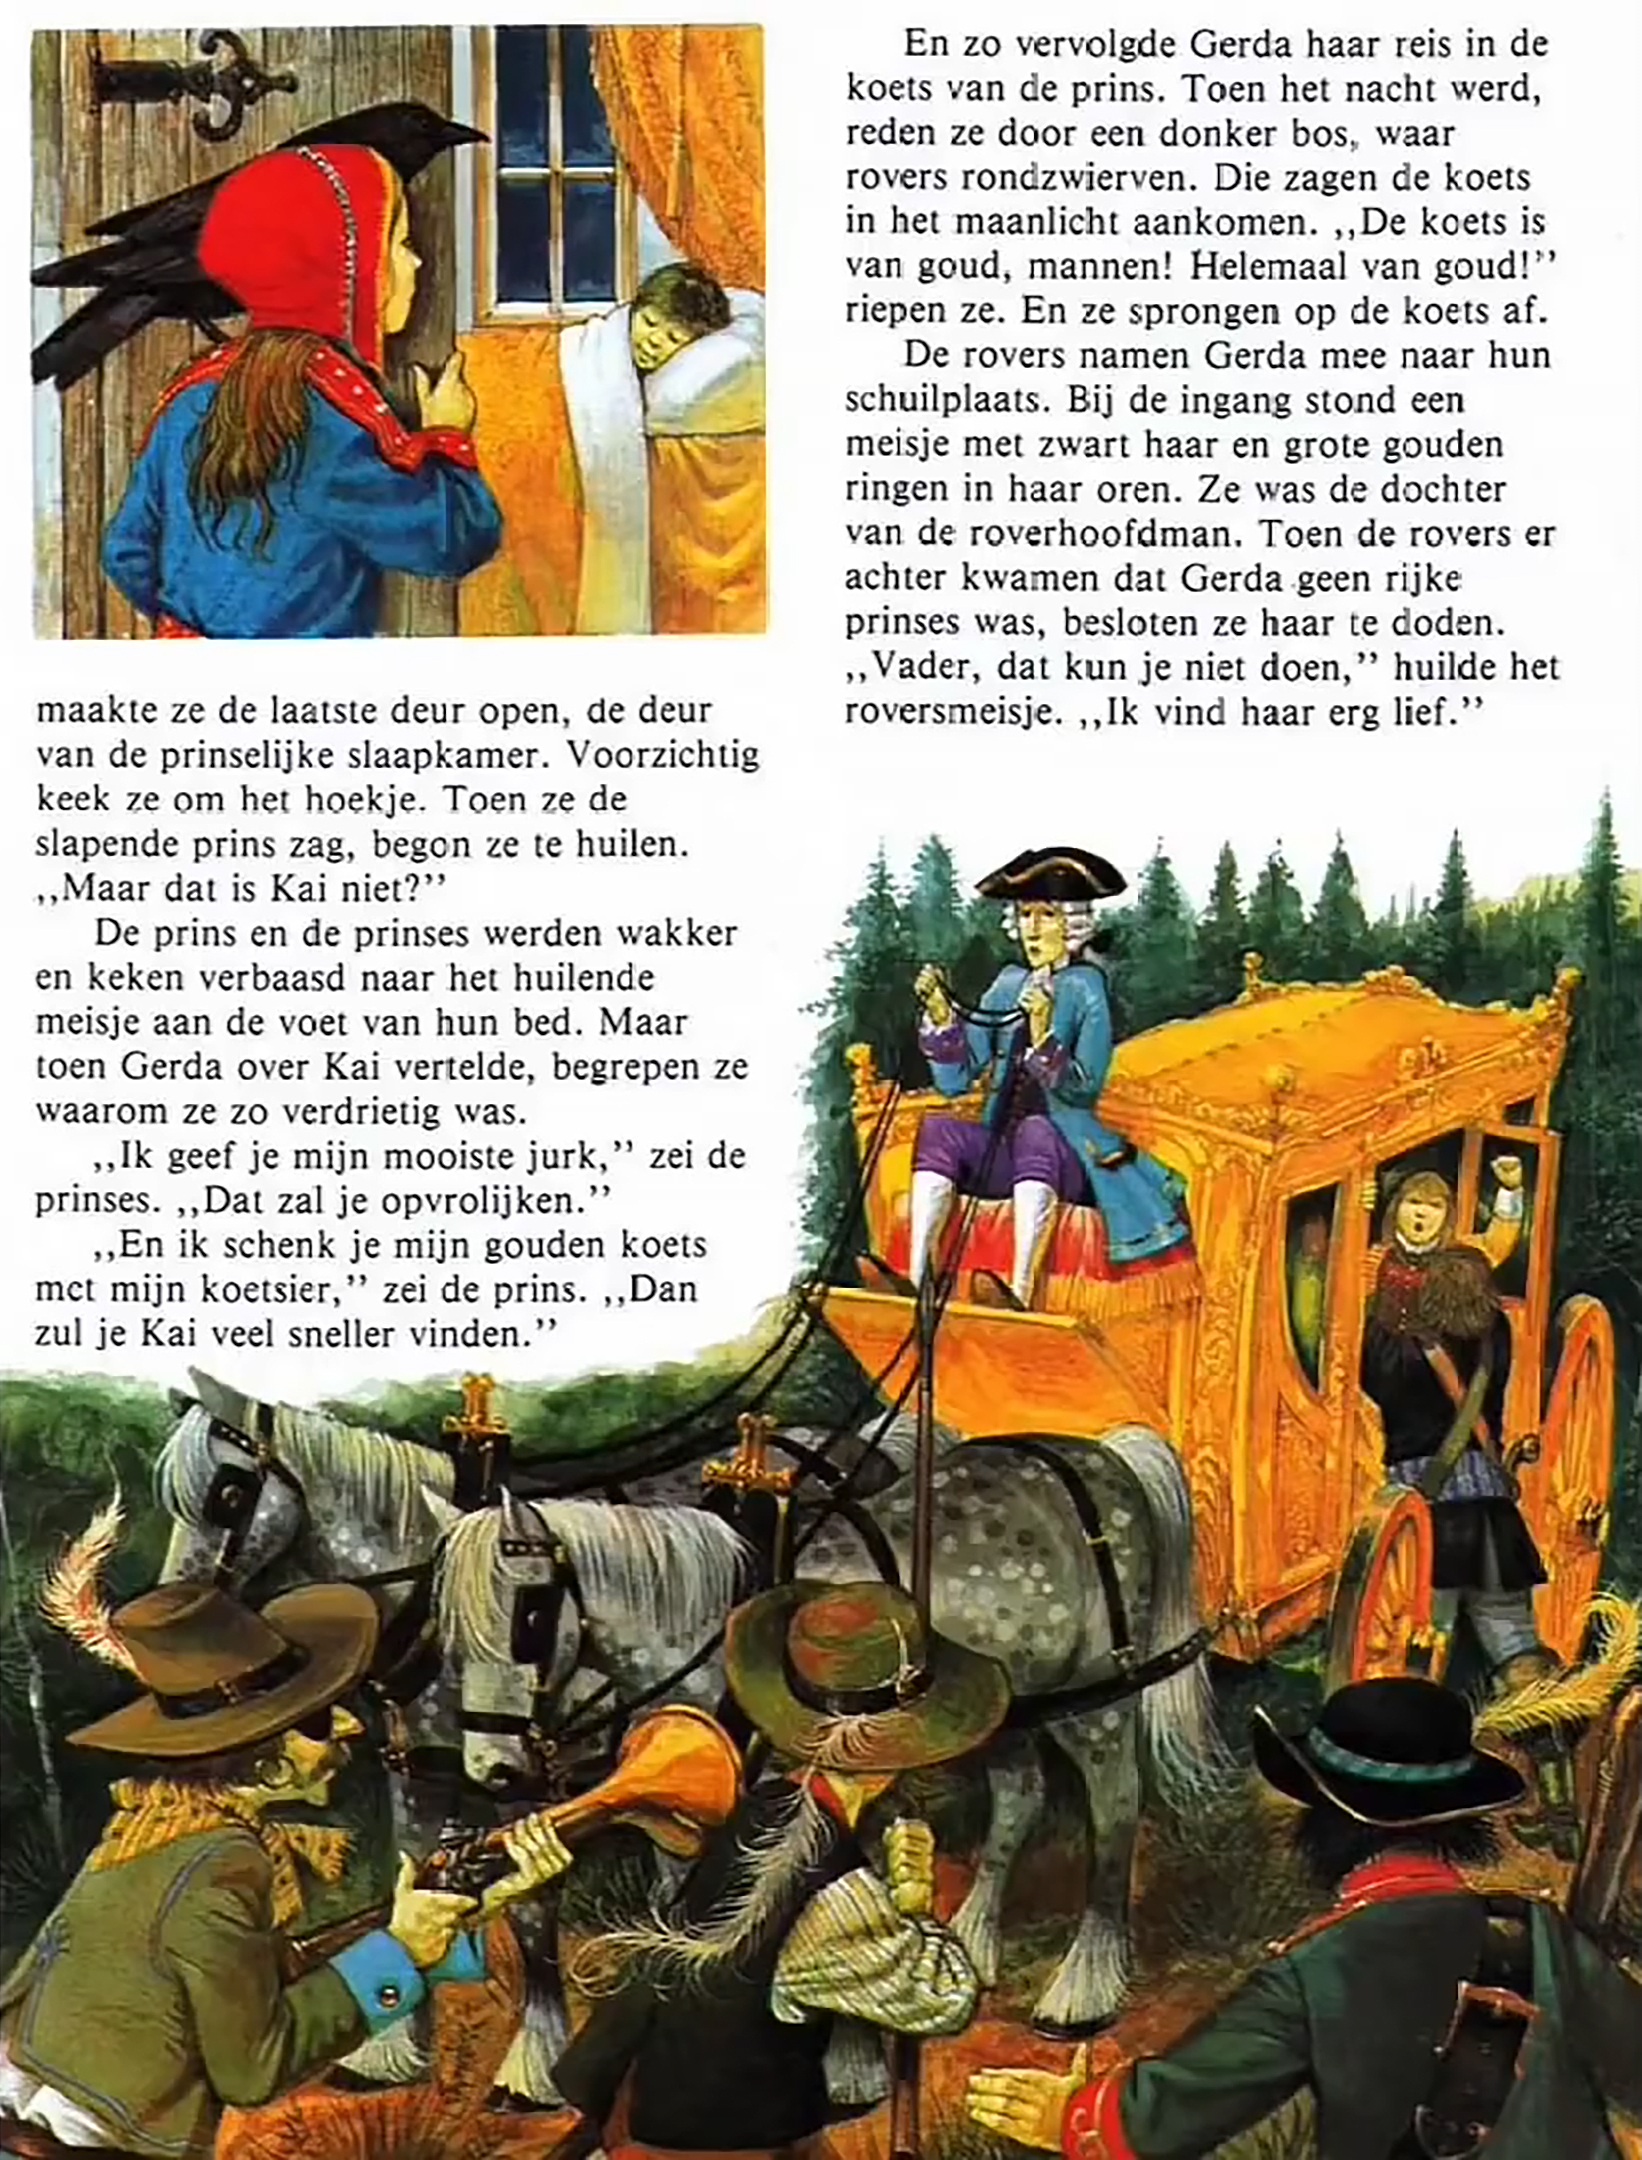 maakte ze de laatste deur open, de deur
van de prinselijke slaapkamer. Voorzichtig
keek ze om het hoekje. Toen ze de
slapende prins zag, begon ze te huilen.
,,Maar dat is Kai niet?’’
De prins en de prinses werden wakker
en keken verbaasd naar het huilende
meisje aan de voet van hun bed. Maar
toen Gerda over Kai vertelde, begrepen ze
waarom ze zo verdrietig was.
,,Ik geef je mijn mooiste jurk,’’ zei de
prinses. ,,Dat zal je opvrolijken.’’
,,En ik schenk je mijn gouden koets
met mijn koetsier,’’ zei de prins. ,,Dan
zul je Kai veel sneller vinden.’’
En zo vervolgde Gerda haar reis in de
koets van de prins. Toen het nacht werd,
reden ze door een donker bos, waar
rovers rondzwierven. Die zagen de koets
in het maanlicht aankomen. ,,De koets is
van goud, mannen! Helemaal van goud!’’
riepen ze. En ze sprongen op de koets af.
De rovers namen Gerda mee naar hun
schuilplaats. Bij de ingang stond een
meisje met zwart haar en grote gouden
ringen in haar oren. Ze was de dochter
van de roverhoofdman. Toen de rovers er
achter kwamen dat Gerda geen rijke
prinses was, besloten ze haar te doden.
,,Vader, dat kun je niet doen,’’ huilde het
roversmeisje. ,,Ik vind haar erg lief.’’